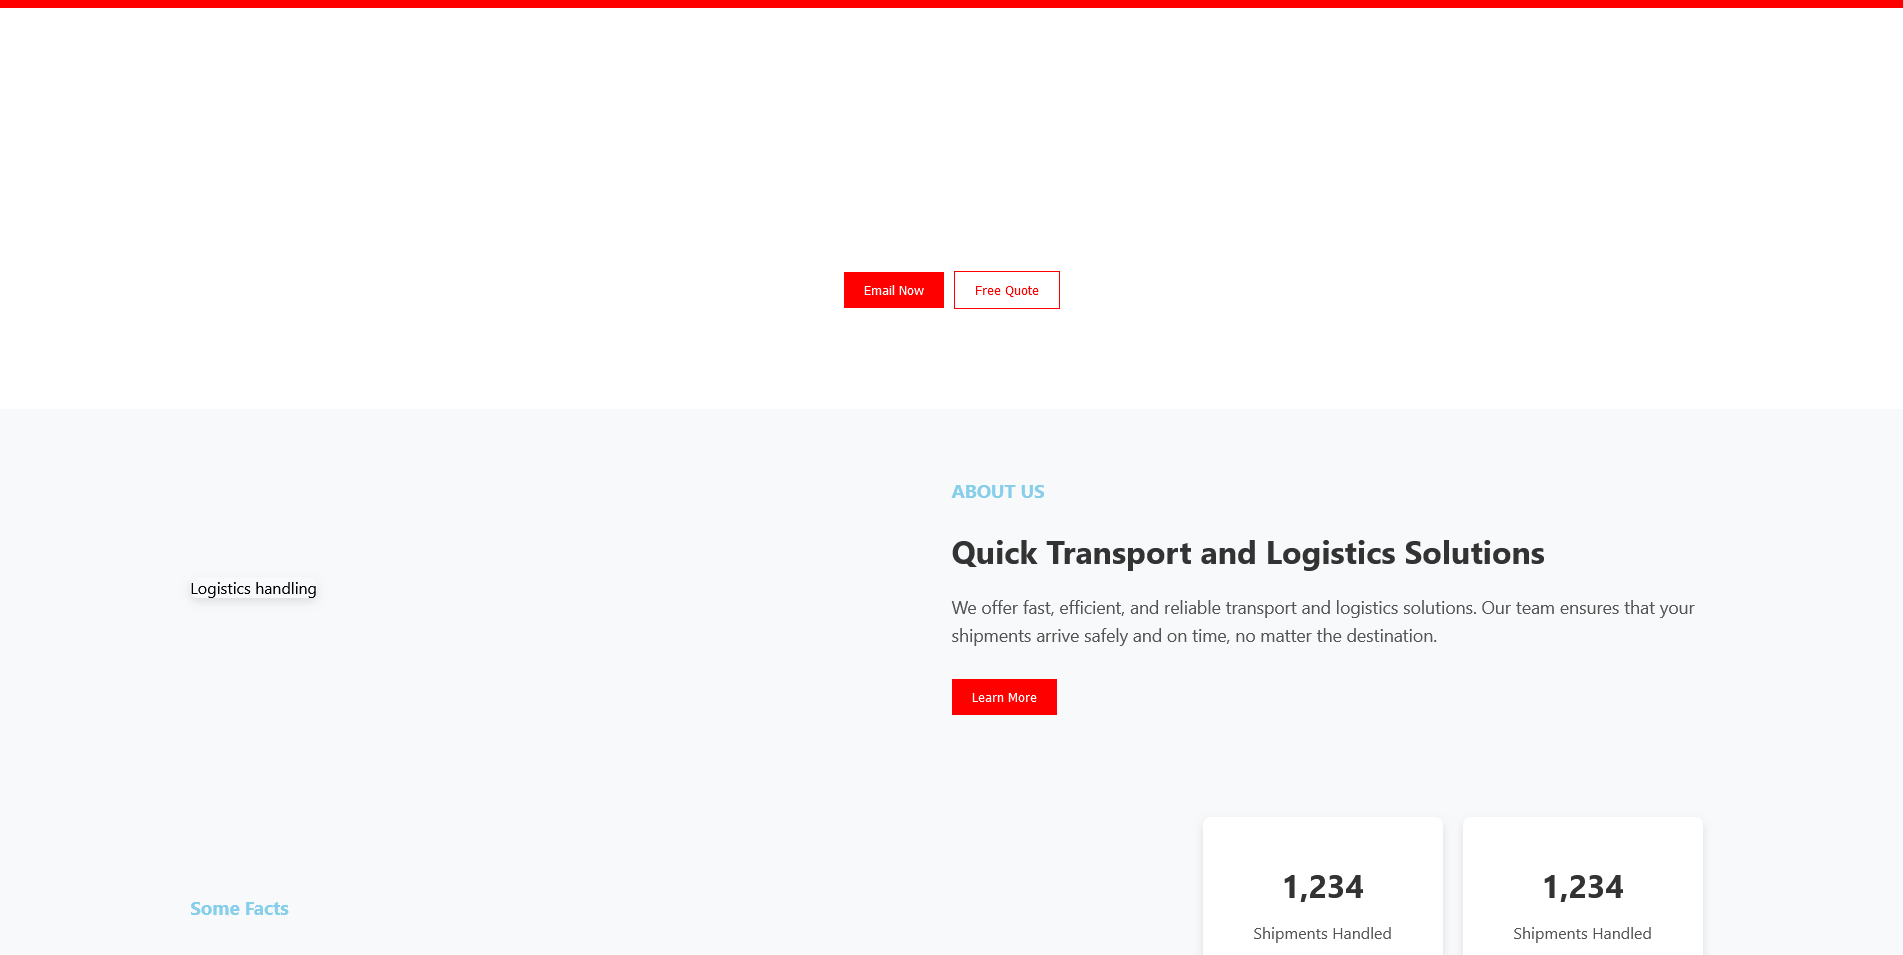 Email Now
Free Quote
ABOUT US
Quick Transport and Logistics Solutions
Logistics handling
We offer fast, efficient, and reliable transport and logistics solutions. Our team ensures that your
shipments arrive safely and on time, no matter the destination.
Learn More
Some Facts
1,234
Shipments Handled
1,234
Shipments Handled